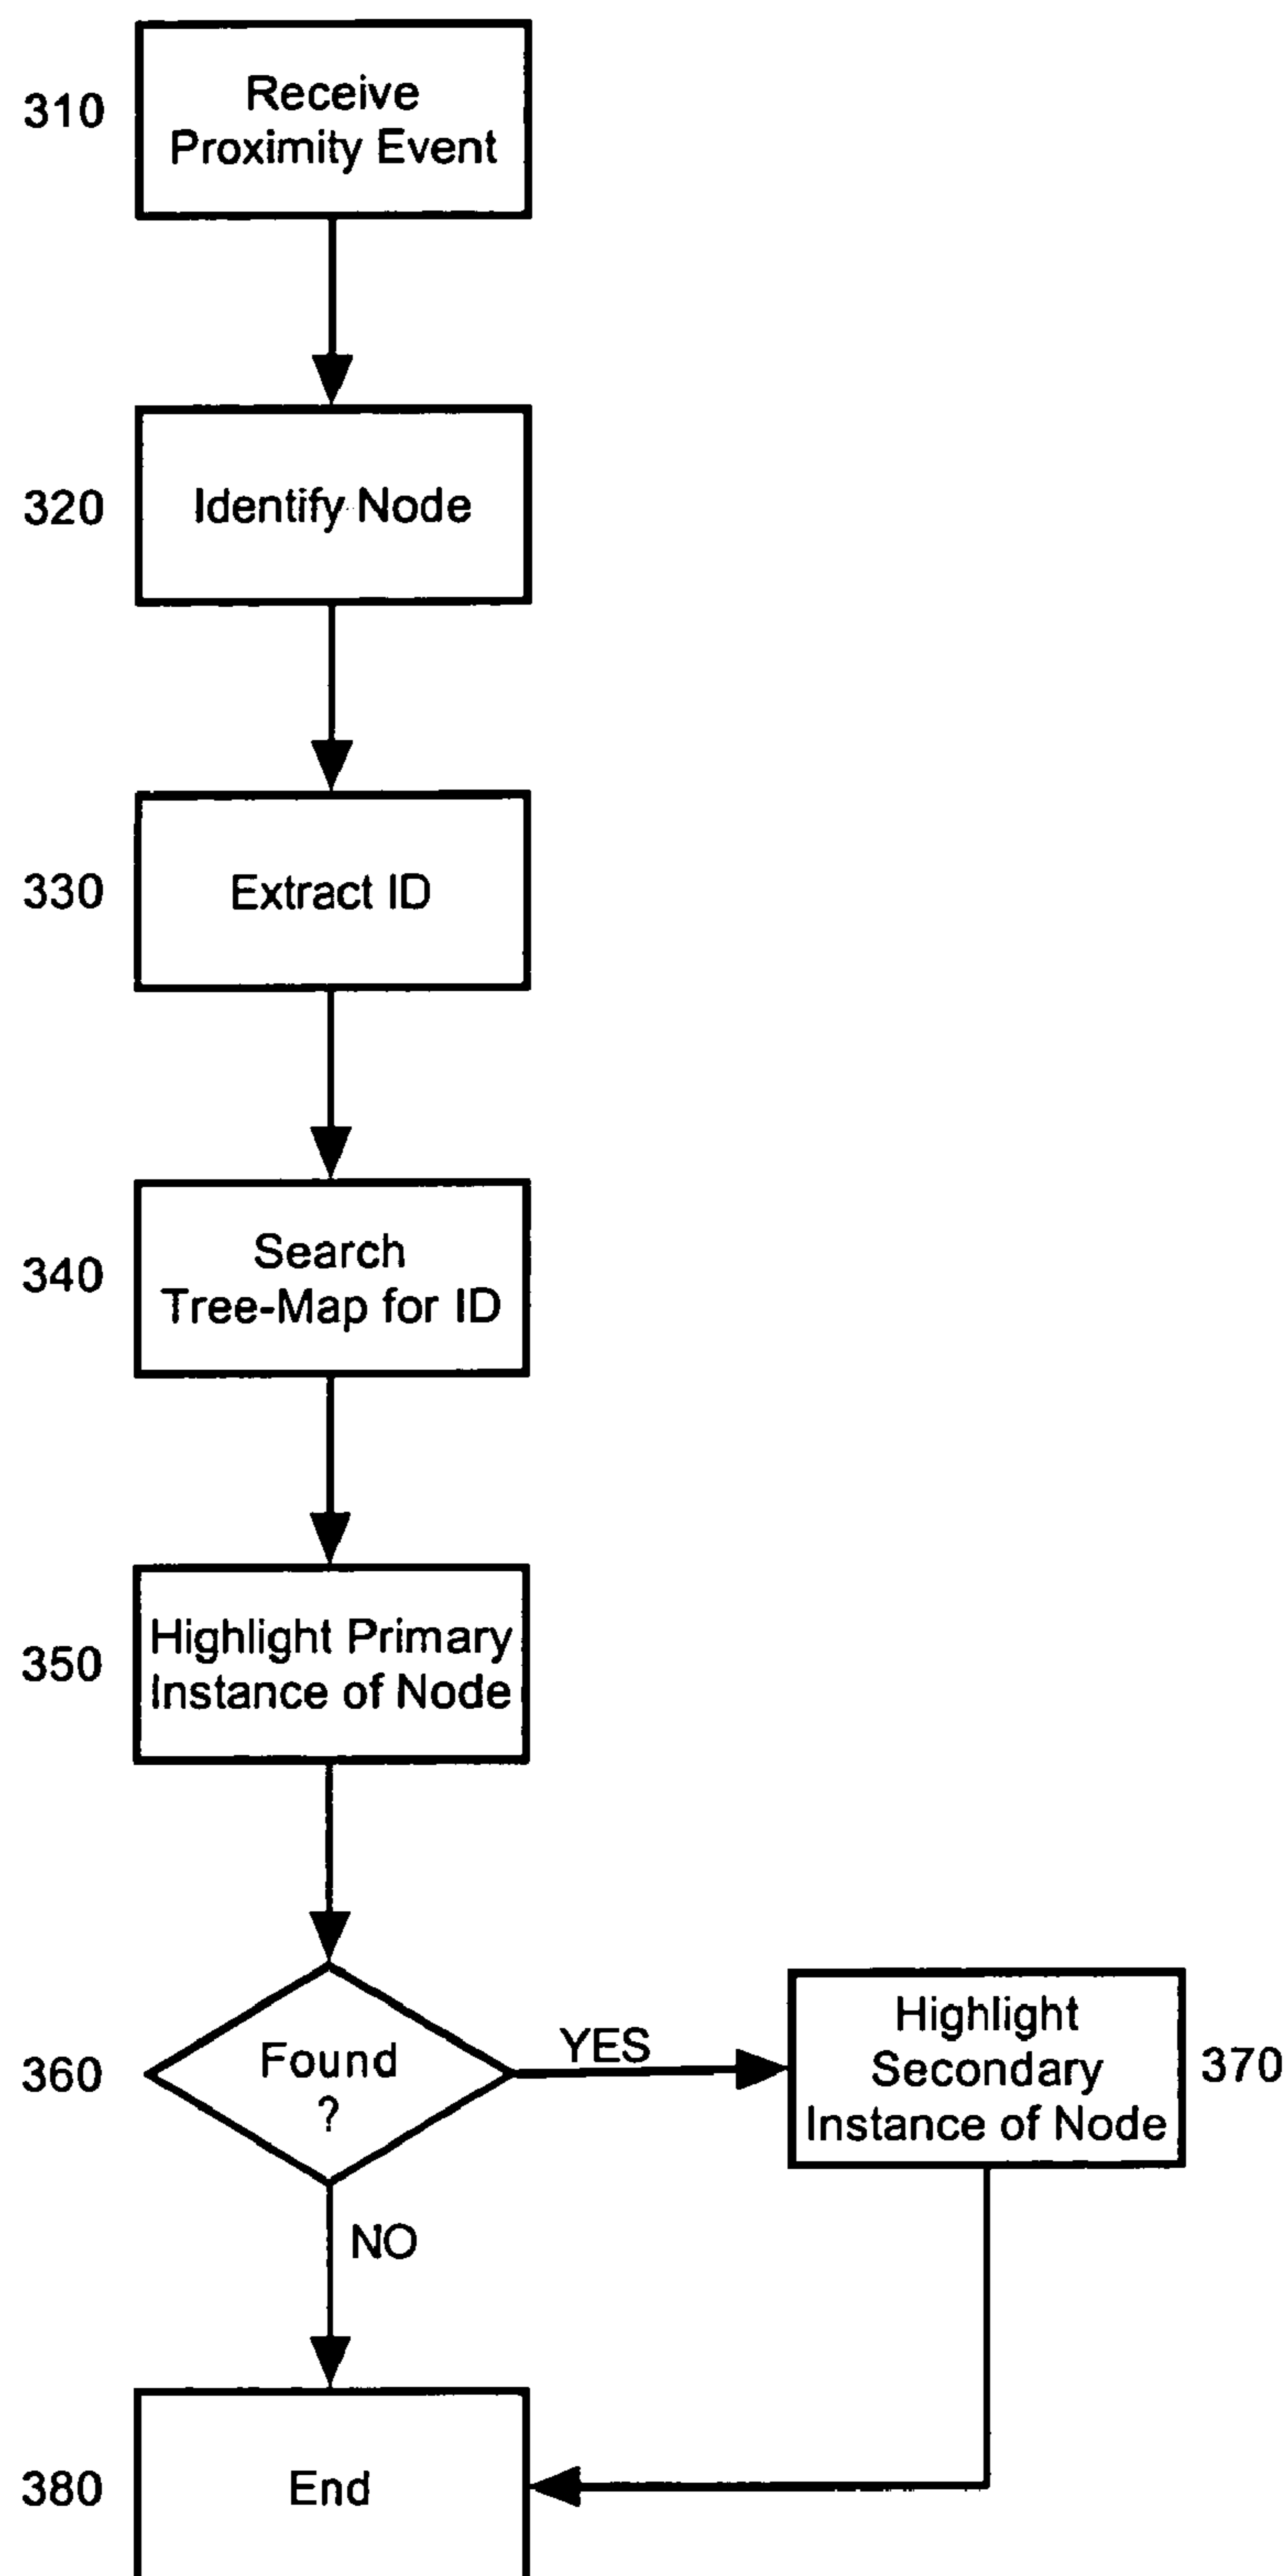 310
Receive
Proximity Event
320
Identify Node
330
Extract ID
340
Search
Tree-Map for ID
350
Highlight Primary
Instance of Node
360
Found
?
YES
Highlight
Secondary
Instance of Node
370
NO
380
End